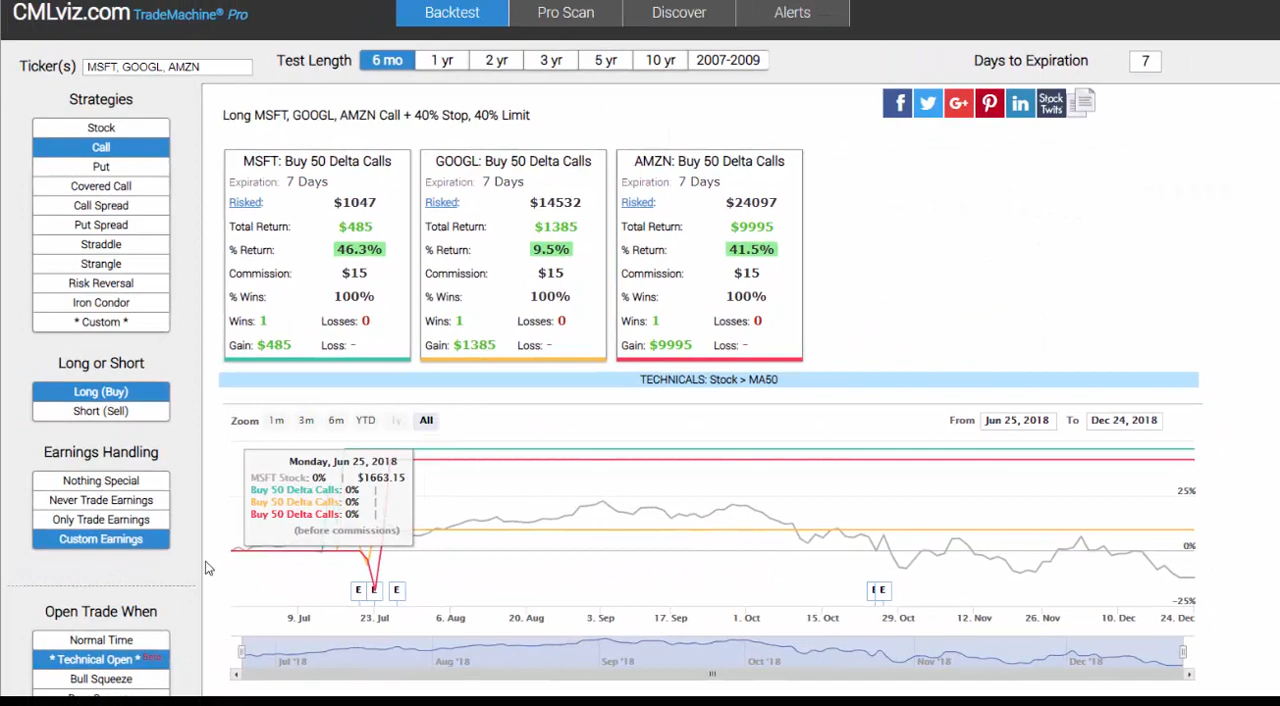 CMLviz.com TradeMachine® Pro
Backtest
Pro Scan
Discover
Alerts
Ticker(s) MSFT, GOOGL, AMZN
Test Length 6 mo 1 yr 2 yr 3 yr 5 yr 10 yr 2007-2009
Days to Expiration 7
Strategies
Stock
Call
Put
Covered Call
Call Spread
Put Spread
Straddle
Strangle
Risk Reversal
Iron Condor
* Custom *
Long or Short
Long (Buy)
Short (Sell)
Earnings Handling
Nothing Special
Never Trade Earnings
Only Trade Earnings
Custom Earnings
Open Trade When
Normal Time
* Technical Open * Beta
Bull Squeeze
Long MSFT, GOOGL, AMZN Call + 40% Stop, 40% Limit
Stock Twits
MSFT: Buy 50 Delta Calls
Expiration: 7 Days
Risked: $1047
Total Return: $485
% Return: 46.3%
Commission: $15
% Wins: 100%
Wins: 1 Losses: 0
Gain: $485 Loss: -
GOOGL: Buy 50 Delta Calls
Expiration: 7 Days
Risked: $14532
Total Return: $1385
% Return: 9.5%
Commission: $15
% Wins: 100%
Wins: 1 Losses: 0
Gain: $1385 Loss: -
AMZN: Buy 50 Delta Calls
Expiration: 7 Days
Risked: $24097
Total Return: $9995
% Return: 41.5%
Commission: $15
% Wins: 100%
Wins: 1 Losses: 0
Gain: $9995 Loss: -
TECHNICALS: Stock > MA50
Zoom 1m 3m 6m YTD 1y All
From Jun 25, 2018 To Dec 24, 2018
Monday, Jun 25, 2018
MSFT Stock: 0% | $1663.15
Buy 50 Delta Calls: 0% |
Buy 50 Delta Calls: 0% |
Buy 50 Delta Calls: 0% |
(before commissions)
25%
0%
-25%
E E E E
9. Jul 23. Jul 6. Aug 20. Aug 3. Sep 17. Sep 1. Oct 15. Oct 29. Oct 12. Nov 26. Nov 10. Dec 24. Dec
Jul '18 Aug '18 Sep '18 Oct '18 Nov '18 Dec '18